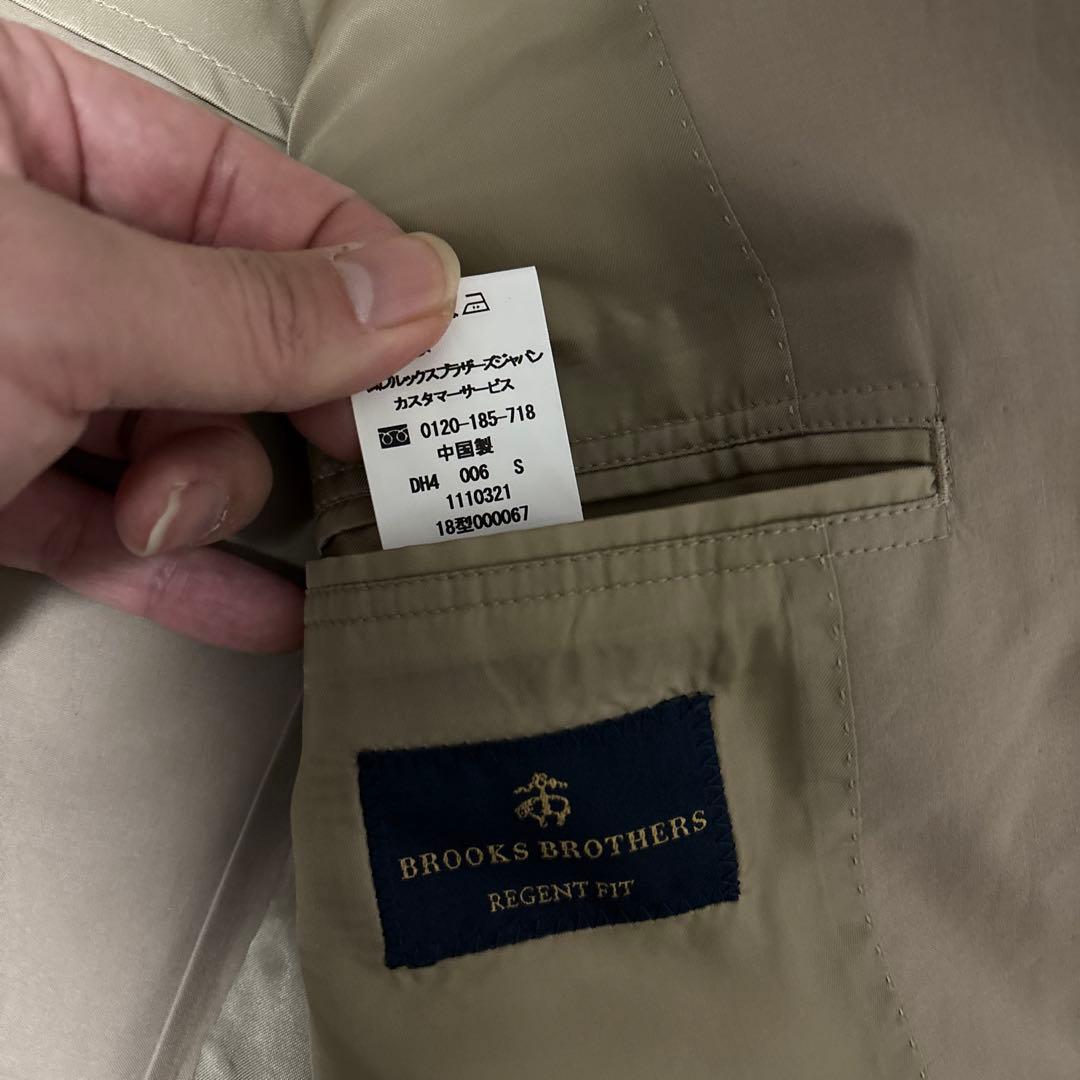 ブルックスブラザーズジャパン
カスタマーサービス
0120-185-718
中国製
DH4 006 S
1110321
18型000067
BROOKS BROTHERS
REGENT FIT